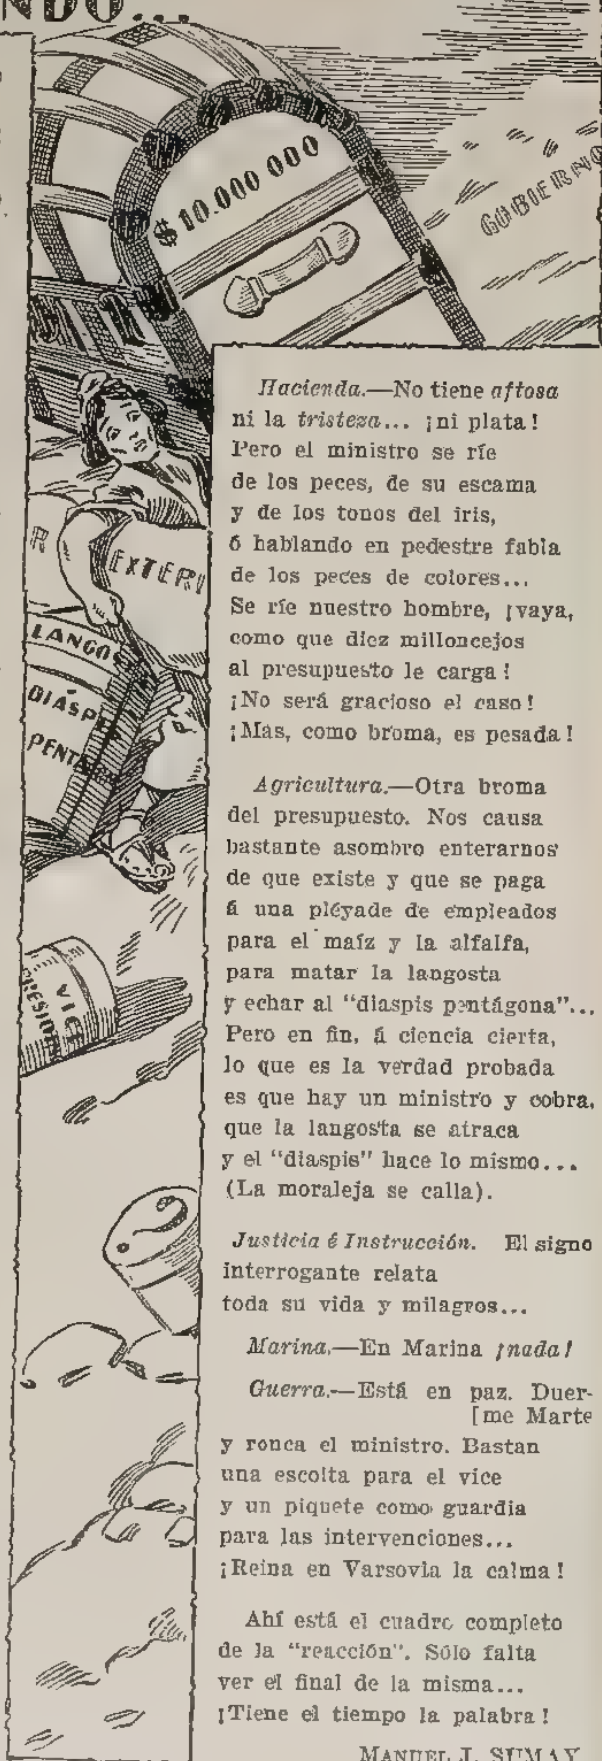 NDO...
$ 10.000 000
GOBIERNO
R
EXTERI
LANGOS
DIASPI
PENTA
VICE
PRESIDEN
?
Hacienda.—No tiene aftosa
ni la tristeza... ¡ni plata!
Pero el ministro se ríe
de los peces, de su escama
y de los tonos del iris,
ó hablando en pedestre fabla
de los peces de colores...
Se ríe nuestro hombre, ¡vaya,
como que diez milloncejos
al presupuesto le carga!
¡No será gracioso el caso!
¡Mas, como broma, es pesada!
Agricultura.—Otra broma
del presupuesto. Nos causa
bastante asombro enterarnos
de que existe y que se paga
á una pléyade de empleados
para el maíz y la alfalfa,
para matar la langosta
y echar al "diaspis pentágona"...
Pero en fin, á ciencia cierta,
lo que es la verdad probada
es que hay un ministro y cobra,
que la langosta se atraca
y el "diaspis" hace lo mismo...
(La moraleja se calla).
Justicia é Instrucción. El signo
interrogante relata
toda su vida y milagros...
Marina.—En Marina ¡nada!
Guerra.—Está en paz. Duer-
[me Marte
y ronca el ministro. Bastan
una escolta para el vice
y un piquete como guardia
para las intervenciones...
¡Reina en Varsovia la calma!
Ahí está el cuadro completo
de la "reacción". Sólo falta
ver el final de la misma...
¡Tiene el tiempo la palabra!
MANUEL J. SUMAY